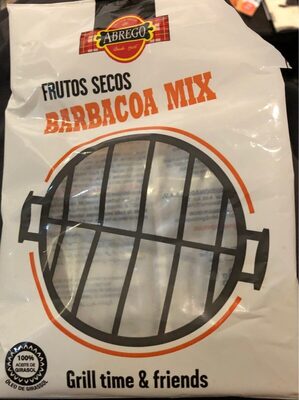 ABREGO
FRUTOS SECOS
BARBACOA MIX
100%
ACEITE DE
GIRASOL
ÓLEO DE GIRASSOL
Grill time & friends